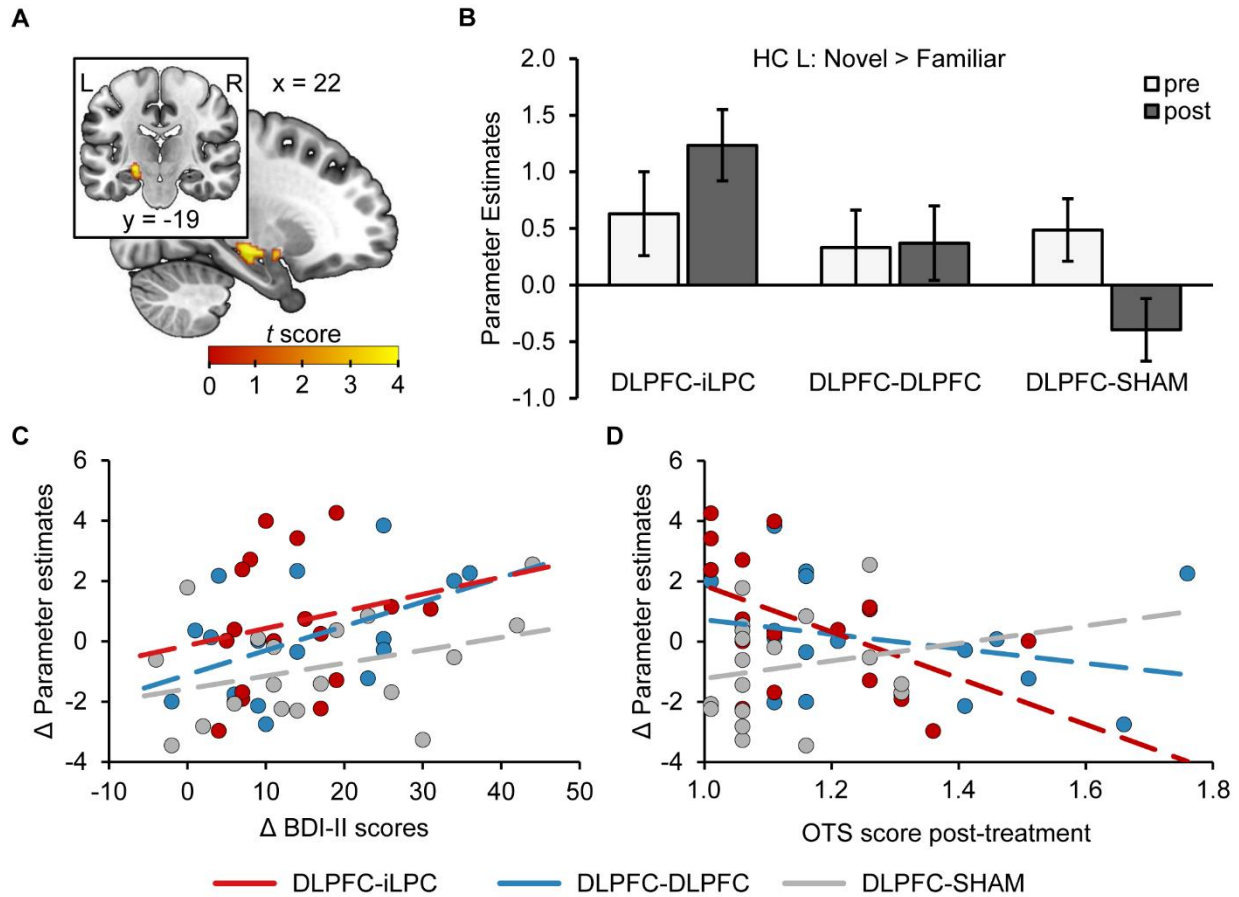 A
L
R
x = 22
y = -19
t score
0 1 2 3 4
B
HC L: Novel > Familiar
pre
post
Parameter Estimates
2.0
1.5
1.0
0.5
0.0
-0.5
-1.0
DLPFC-iLPC DLPFC-DLPFC DLPFC-SHAM
C
Δ Parameter estimates
6
4
2
0
-2
-4
-10 0 10 20 30 40 50
Δ BDI-II scores
D
Δ Parameter estimates
6
4
2
0
-2
-4
1.0 1.2 1.4 1.6 1.8
OTS score post-treatment
DLPFC-iLPC DLPFC-DLPFC DLPFC-SHAM